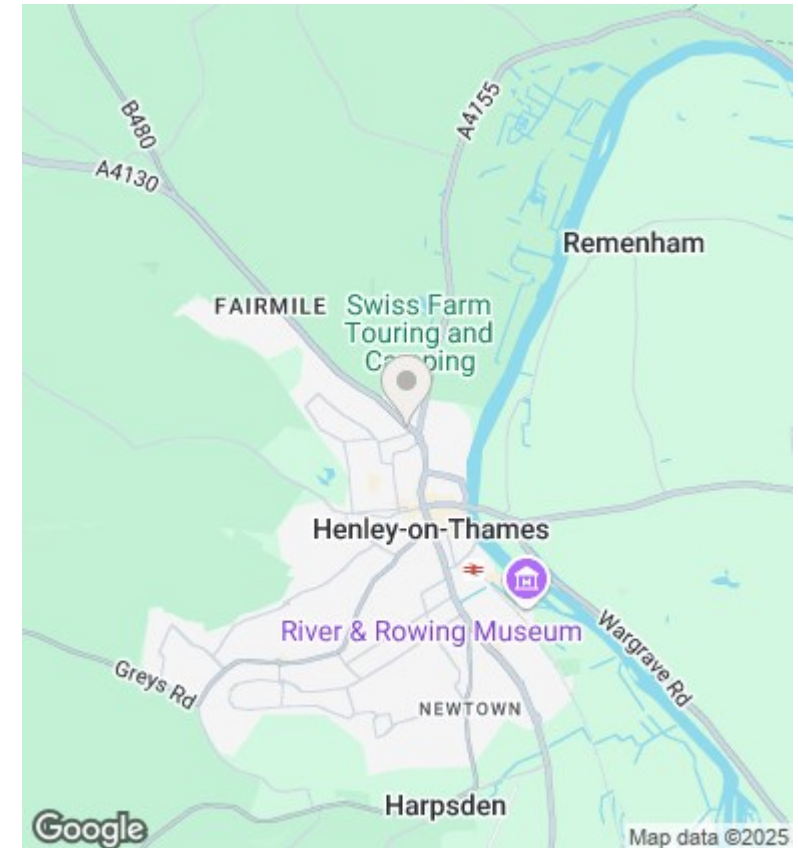 B480
A4130
A4155
Remenham
FAIRMILE
Swiss Farm
Touring and
Camping
Henley-on-Thames
River & Rowing Museum
Wargrave Rd
Greys Rd
NEWTOWN
Harpsden
Google
Map data ©2025